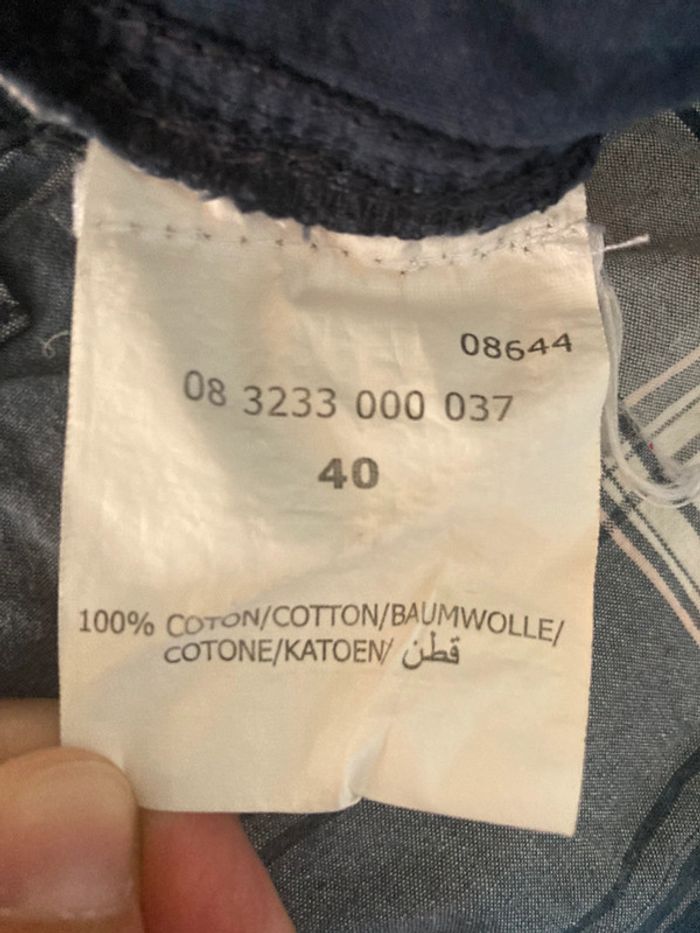 08644
08 3233 000 037
40
100% COTON/COTTON/BAUMWOLLE/
COTONE/KATOEN/ قطن